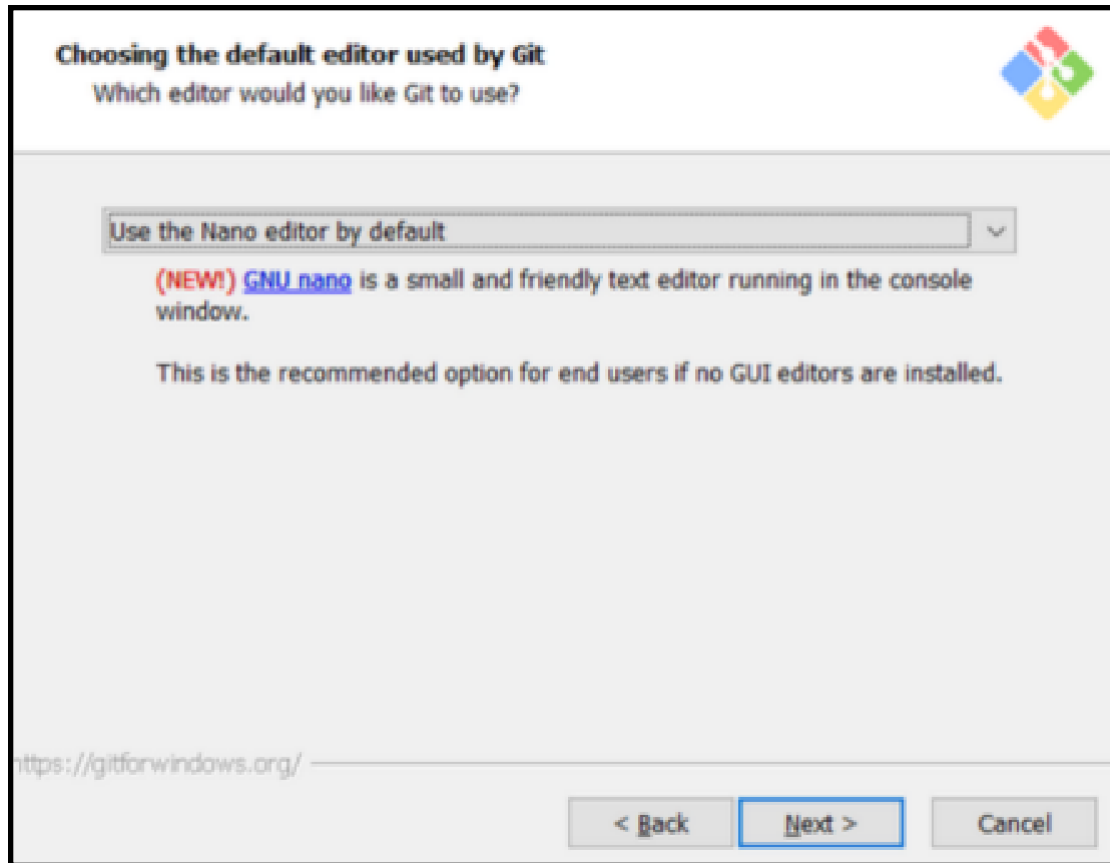 Choosing the default editor used by Git
Which editor would you like Git to use?
Use the Nano editor by default
(NEW!) GNU nano is a small and friendly text editor running in the console
window.
This is the recommended option for end users if no GUI editors are installed.
https://gitforwindows.org/
< Back
Next >
Cancel